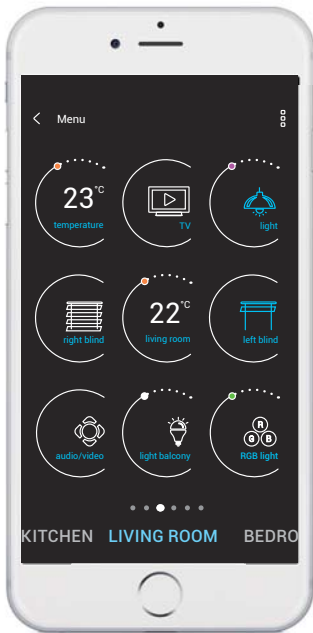 Menu
23°C
temperature
TV
light
right blind
22°C
living room
left blind
audio/video
light balcony
R
G B
RGB light
KITCHEN LIVING ROOM BEDRO